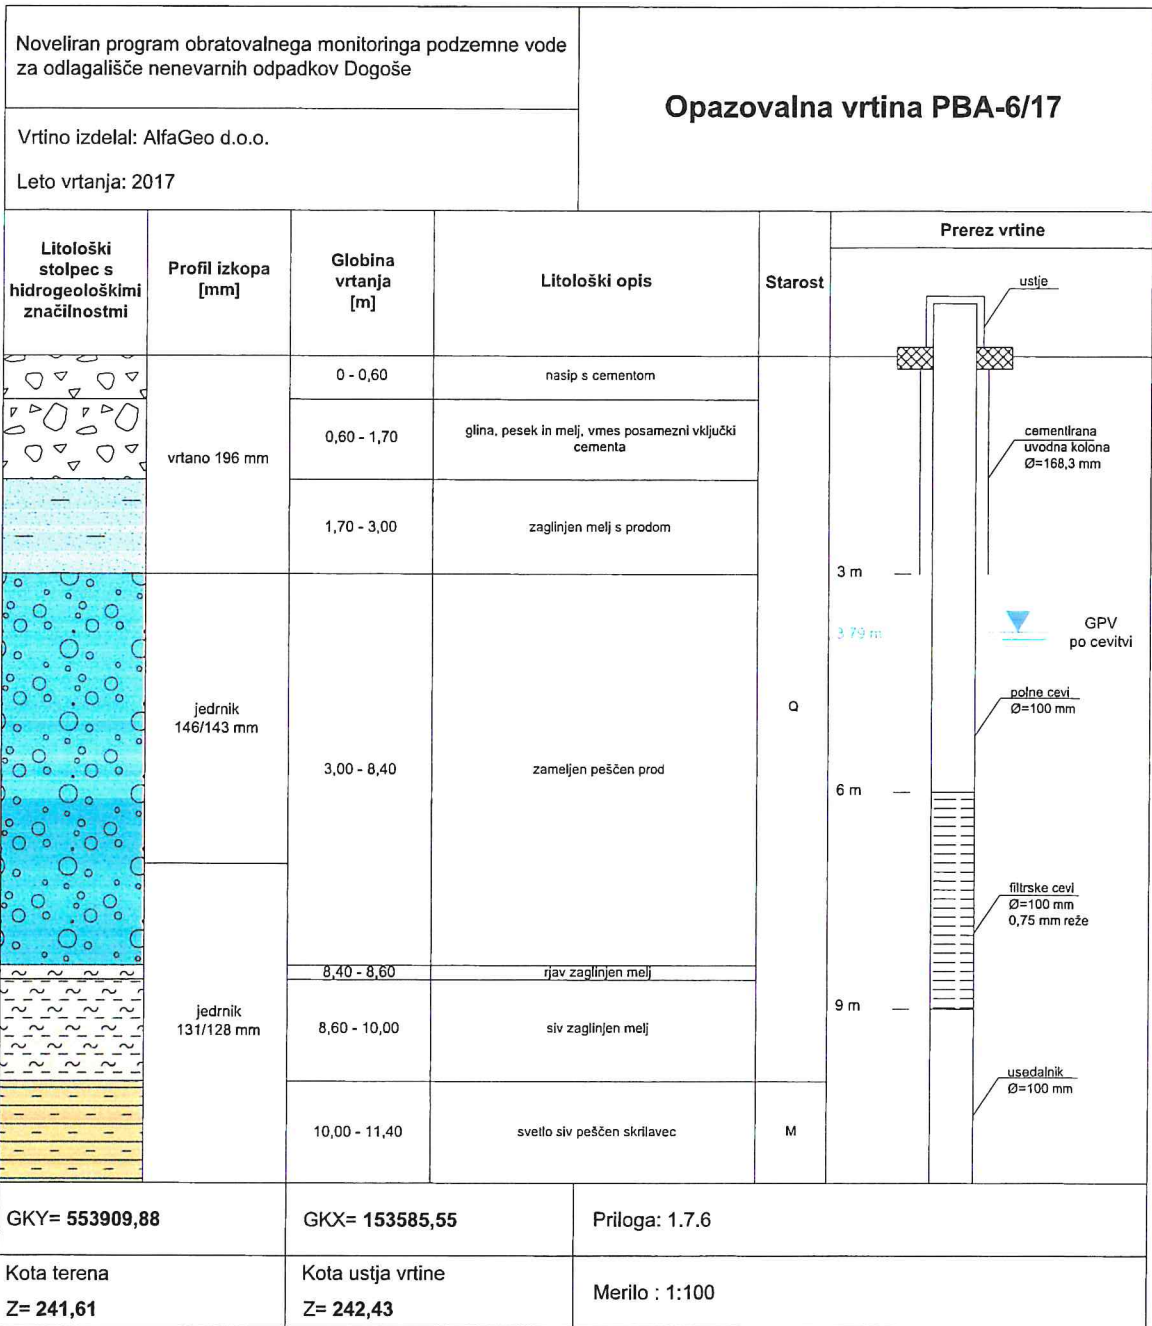 Noveliran program obratovalnega monitoringa podzemne vode
za odlagališče nenevarnih odpadkov Dogoše
Vrtino izdelal: AlfaGeo d.o.o.
Leto vrtanja: 2017
Opazovalna vrtina PBA-6/17
Litološki
stolpec s
hidrogeološkimi
značilnostmi
Profil izkopa
[mm]
Globina
vrtanja
[m]
Litološki opis
Starost
Prerez vrtine
ustje
vrtano 196 mm
0 - 0,60
nasip s cementom
0,60 - 1,70
glina, pesek in melj, vmes posamezni vključki
cementa
1,70 - 3,00
zaglinjen melj s prodom
cementirana
uvodna kolona
Ø=168,3 mm
3 m
3,79 m
GPV
po cevitvi
jedrnik
146/143 mm
3,00 - 8,40
zameljen peščen prod
Q
polne cevi
Ø=100 mm
6 m
filtrske cevi
Ø=100 mm
0,75 mm reže
jedrnik
131/128 mm
8,40 - 8,60
rjav zaglinjen melj
8,60 - 10,00
siv zaglinjen melj
9 m
usedalnik
Ø=100 mm
10,00 - 11,40
svetlo siv peščen skrilavec
M
GKY= 553909,88
GKX= 153585,55
Priloga: 1.7.6
Kota terena
Z= 241,61
Kota ustja vrtine
Z= 242,43
Merilo : 1:100